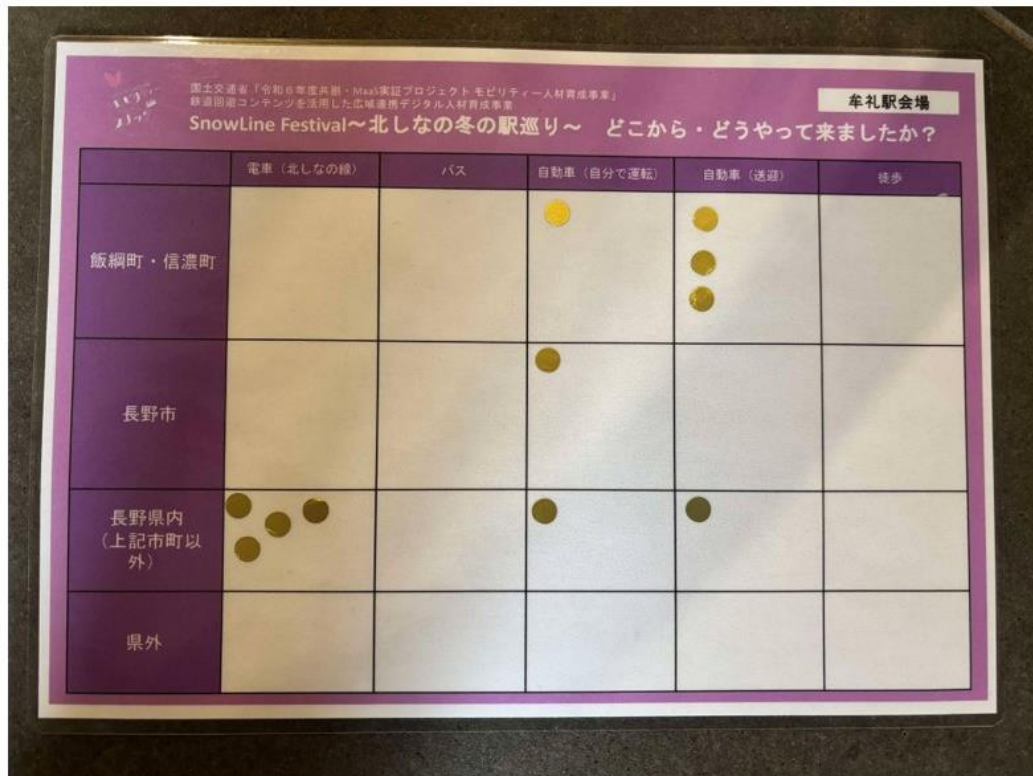 国土交通省「令和6年度共創・MaaS実証プロジェクト モビリティー人材育成事業」
鉄道回遊コンテンツを活用した広域連携デジタル人材育成事業
牟礼駅会場
SnowLine Festival～北しなの冬の駅巡り～ どこから・どうやって来ましたか？
電車（北しなの線） バス 自動車（自分で運転） 自動車（送迎） 徒歩
飯綱町・信濃町
長野市
長野県内
（上記市町以
外）
県外